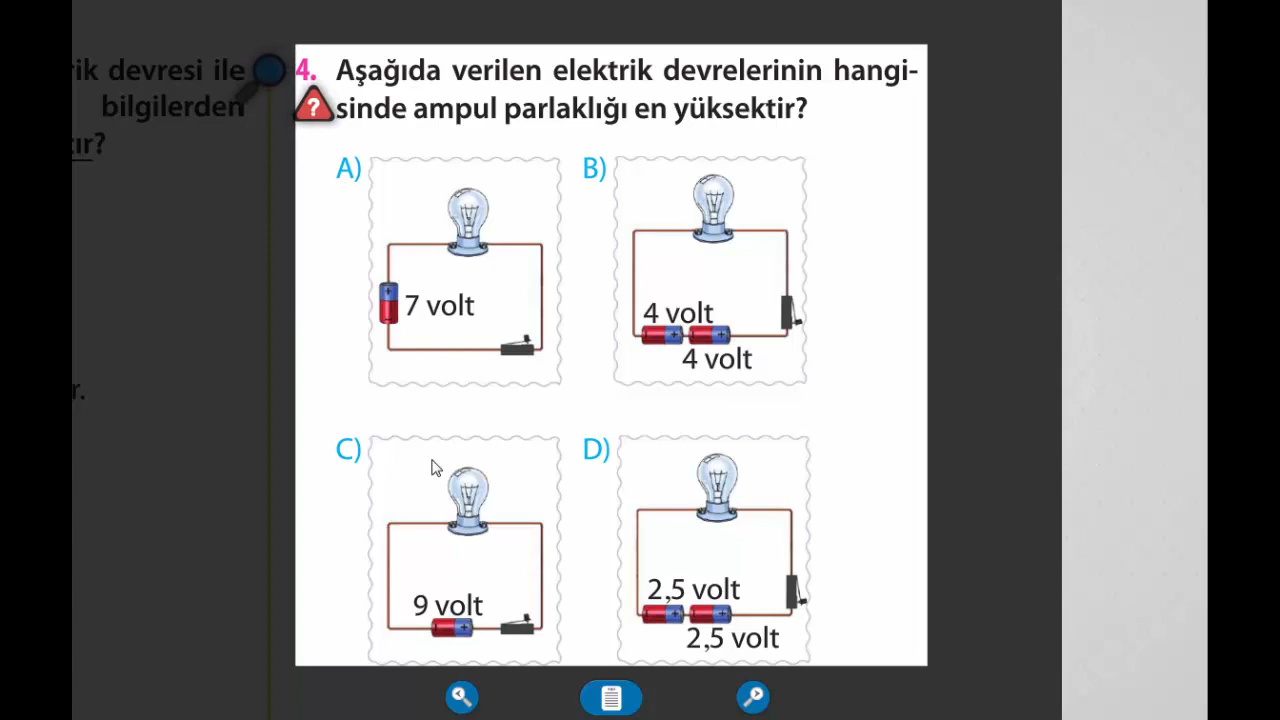 rik devresi ile
bilgilerden
ır?
r.
4. Aşağıda verilen elektrik devrelerinin hangi-
? sinde ampul parlaklığı en yüksektir?
A)
7 volt
B)
4 volt
4 volt
C)
9 volt
D)
2,5 volt
2,5 volt